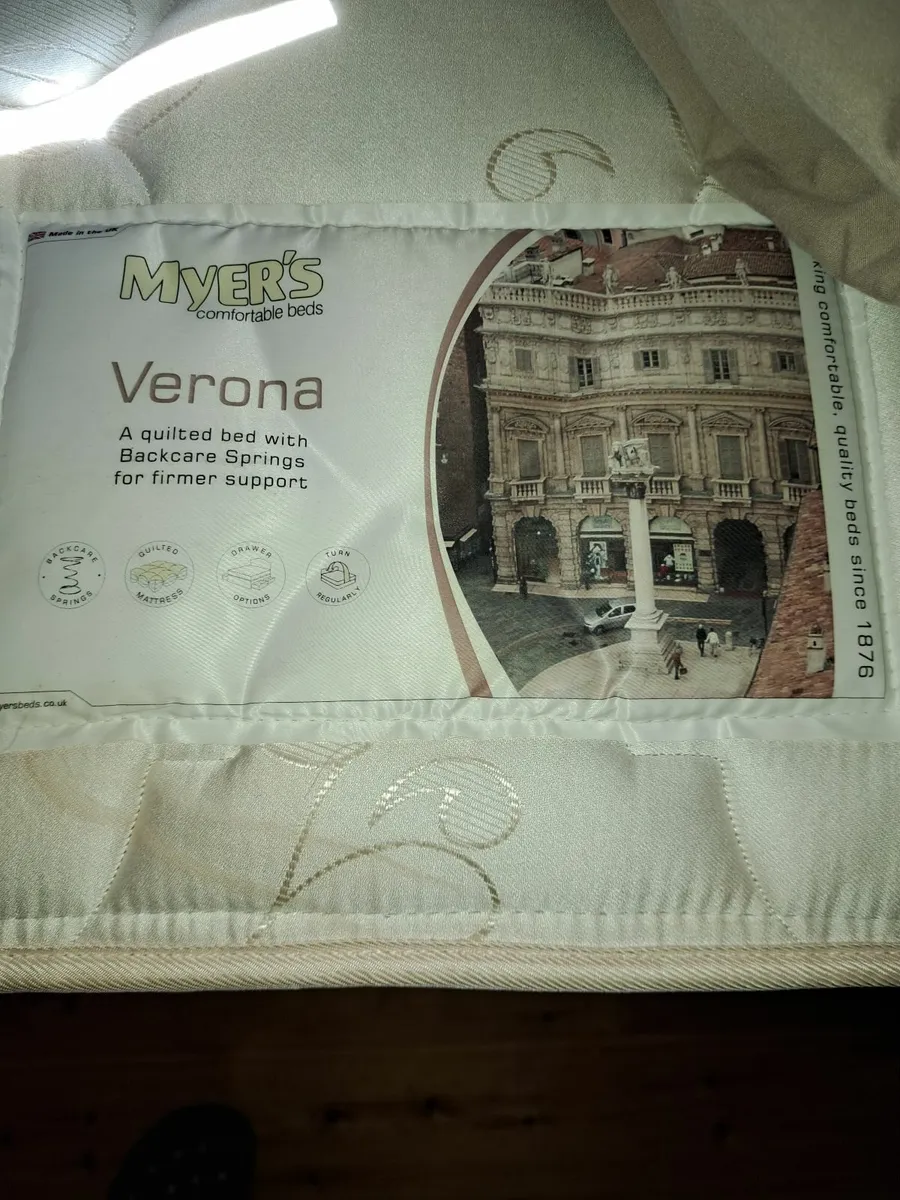 Made in the UK
MYER'S
comfortable beds
Verona
A quilted bed with
Backcare Springs
for firmer support
BACKCARE
SPRINGS
QUILTED
MATTRESS
DRAWER
OPTIONS
TURN
REGULARLY
yersbeds.co.uk
king comfortable, quality beds since 1876